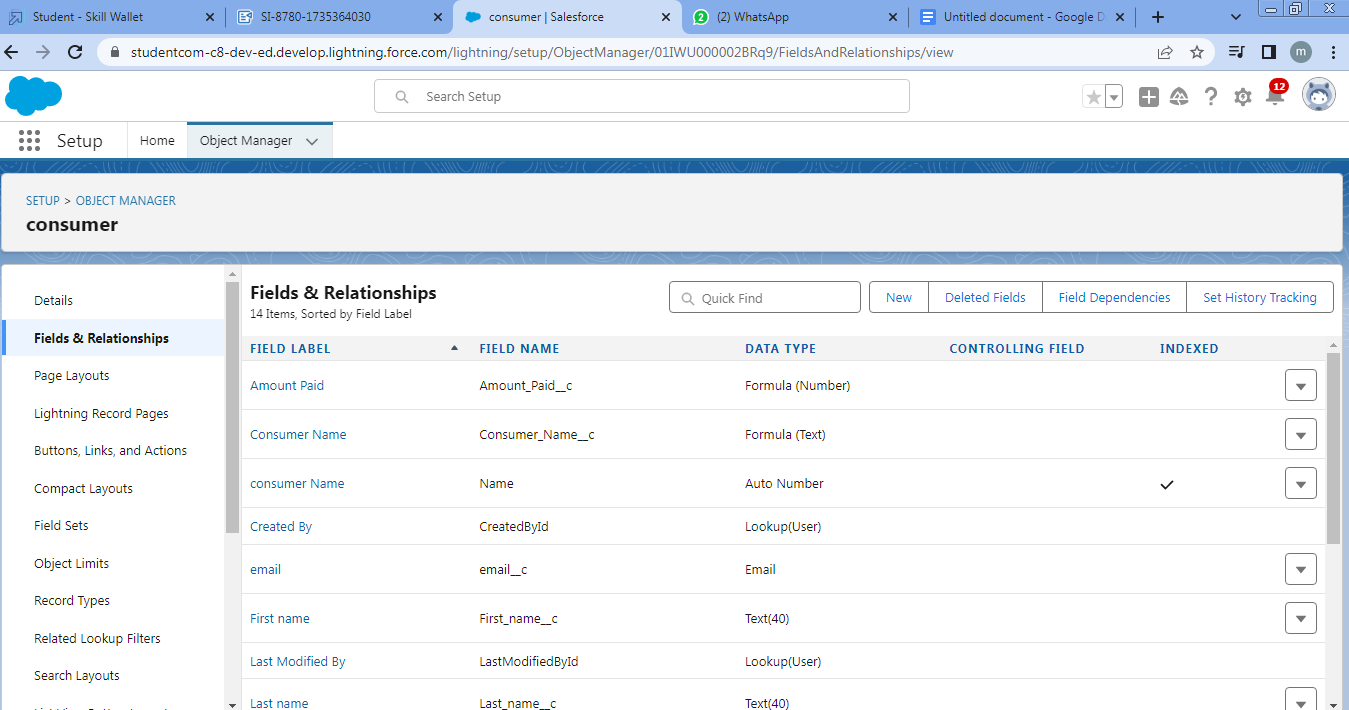 Student - Skill Wallet
SI-8780-1735364030
consumer | Salesforce
(2) WhatsApp
Untitled document - Google D
studentcom-c8-dev-ed.develop.lightning.force.com/lightning/setup/ObjectManager/01IWU000002BRq9/FieldsAndRelationships/view
m
Search Setup
12
Setup
Home
Object Manager
SETUP > OBJECT MANAGER
consumer
Details
Fields & Relationships
Page Layouts
Lightning Record Pages
Buttons, Links, and Actions
Compact Layouts
Field Sets
Object Limits
Record Types
Related Lookup Filters
Search Layouts
Fields & Relationships
14 Items, Sorted by Field Label
Quick Find
New
Deleted Fields
Field Dependencies
Set History Tracking
FIELD LABEL FIELD NAME DATA TYPE CONTROLLING FIELD INDEXED
Amount Paid Amount_Paid__c Formula (Number)
Consumer Name Consumer_Name__c Formula (Text)
consumer Name Name Auto Number
Created By CreatedById Lookup(User)
email email__c Email
First name First_name__c Text(40)
Last Modified By LastModifiedById Lookup(User)
Last name Last_name__c Text(40)